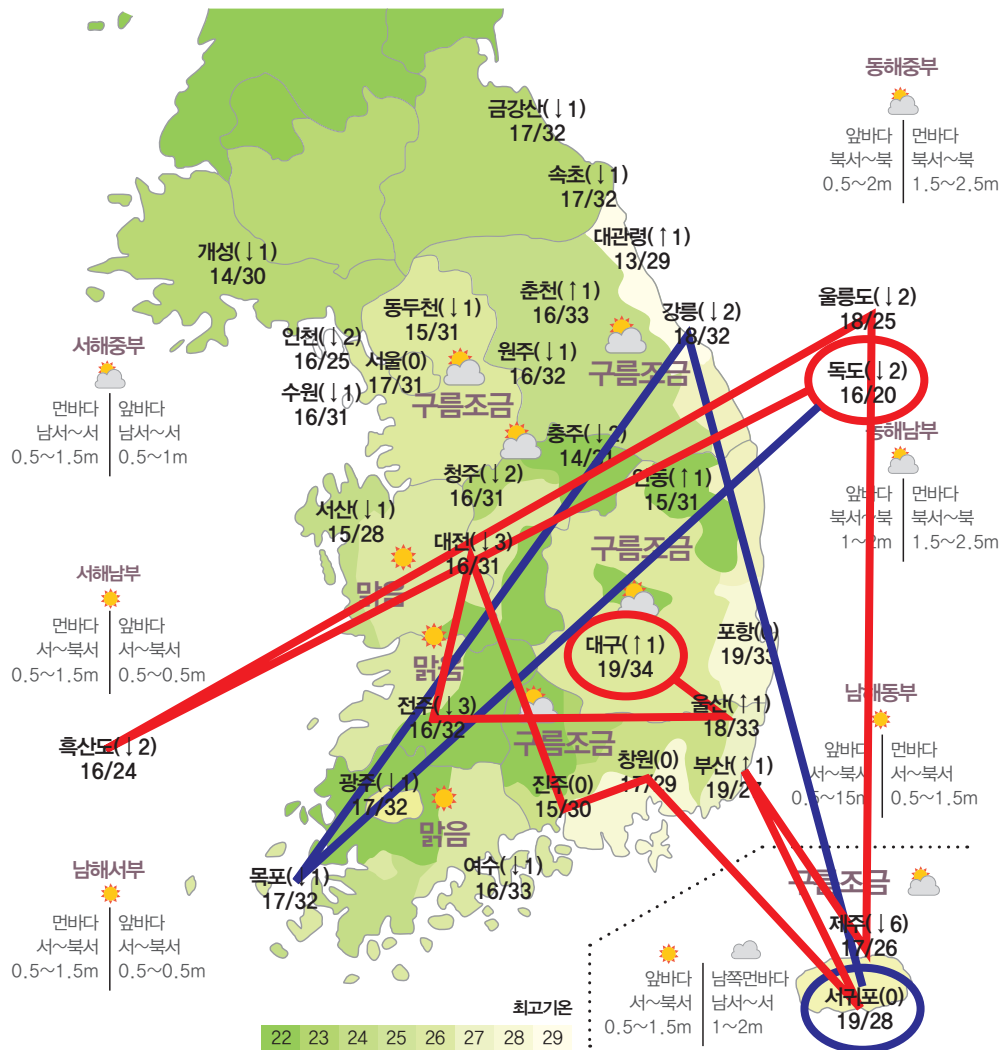 금강산(↓1)
17/32
속초(↓1)
17/32
대관령(↑1)
13/29
개성(↓1)
14/30
동두천(↓1)
15/31
춘천(↑1)
16/33
강릉(↓2)
18/32
울릉도(↓2)
18/25
독도(↓2)
16/20
인천(↓2)
16/25
서울(0)
17/31
원주(↓1)
16/32
수원(↓1)
16/31
구름조금
구름조금
충주(↓2)
14/31
청주(↓2)
16/31
안동(↑1)
15/31
서산(↓1)
15/28
대전(↓3)
16/31
구름조금
맑음
대구(↑1)
19/34
포항(0)
19/33
맑음
전주(↓3)
16/32
울산(↑1)
18/33
구름조금
흑산도(↓2)
16/24
광주(↓1)
17/32
진주(0)
15/30
창원(0)
17/29
부산(↑1)
19/27
맑음
목포(↓1)
17/32
여수(↓1)
16/33
구름조금
제주(↓6)
17/26
서귀포(0)
19/28
동해중부
앞바다 먼바다
북서~북 북서~북
0.5~2m 1.5~2.5m
서해중부
먼바다 앞바다
남서~서 남서~서
0.5~1.5m 0.5~1m
동해남부
앞바다 먼바다
북서~북 북서~북
1~2m 1.5~2.5m
서해남부
먼바다 앞바다
서~북서 서~북서
0.5~1.5m 0.5~0.5m
남해동부
앞바다 먼바다
서~북서 서~북서
0.5~15m 0.5~1.5m
남해서부
먼바다 앞바다
서~북서 서~북서
0.5~1.5m 0.5~0.5m
앞바다 남쪽먼바다
서~북서 남서~서
0.5~1.5m 1~2m
최고기온
22 23 24 25 26 27 28 29